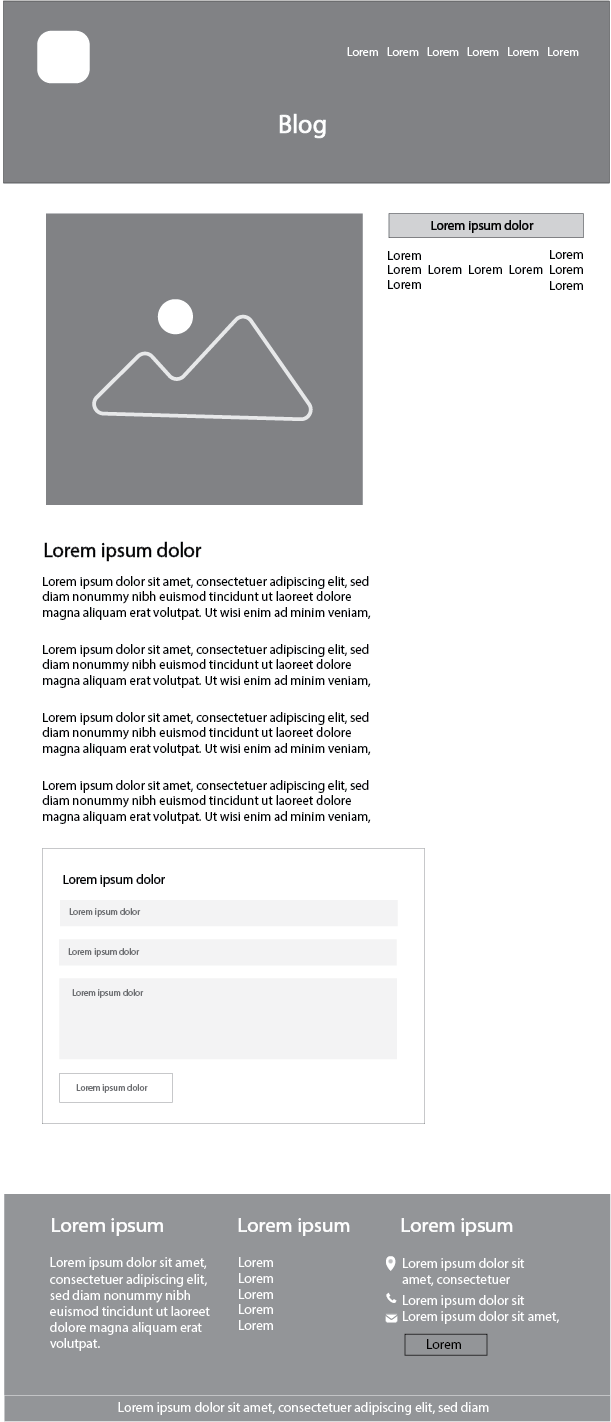 Lorem Lorem Lorem Lorem Lorem Lorem
Blog
Lorem ipsum dolor
Lorem Lorem
Lorem Lorem Lorem Lorem Lorem
Lorem Lorem
Lorem ipsum dolor
Lorem ipsum dolor sit amet, consectetuer adipiscing elit, sed
diam nonummy nibh euismod tincidunt ut laoreet dolore
magna aliquam erat volutpat. Ut wisi enim ad minim veniam,
Lorem ipsum dolor sit amet, consectetuer adipiscing elit, sed
diam nonummy nibh euismod tincidunt ut laoreet dolore
magna aliquam erat volutpat. Ut wisi enim ad minim veniam,
Lorem ipsum dolor sit amet, consectetuer adipiscing elit, sed
diam nonummy nibh euismod tincidunt ut laoreet dolore
magna aliquam erat volutpat. Ut wisi enim ad minim veniam,
Lorem ipsum dolor sit amet, consectetuer adipiscing elit, sed
diam nonummy nibh euismod tincidunt ut laoreet dolore
magna aliquam erat volutpat. Ut wisi enim ad minim veniam,
Lorem ipsum dolor
Lorem ipsum dolor
Lorem ipsum dolor
Lorem ipsum dolor
Lorem ipsum dolor
Lorem ipsum
Lorem ipsum dolor sit amet,
consectetuer adipiscing elit,
sed diam nonummy nibh
euismod tincidunt ut laoreet
dolore magna aliquam erat
volutpat.
Lorem ipsum
Lorem
Lorem
Lorem
Lorem
Lorem
Lorem ipsum
Lorem ipsum dolor sit
amet, consectetuer
Lorem ipsum dolor sit
Lorem ipsum dolor sit amet,
Lorem
Lorem ipsum dolor sit amet, consectetuer adipiscing elit, sed diam